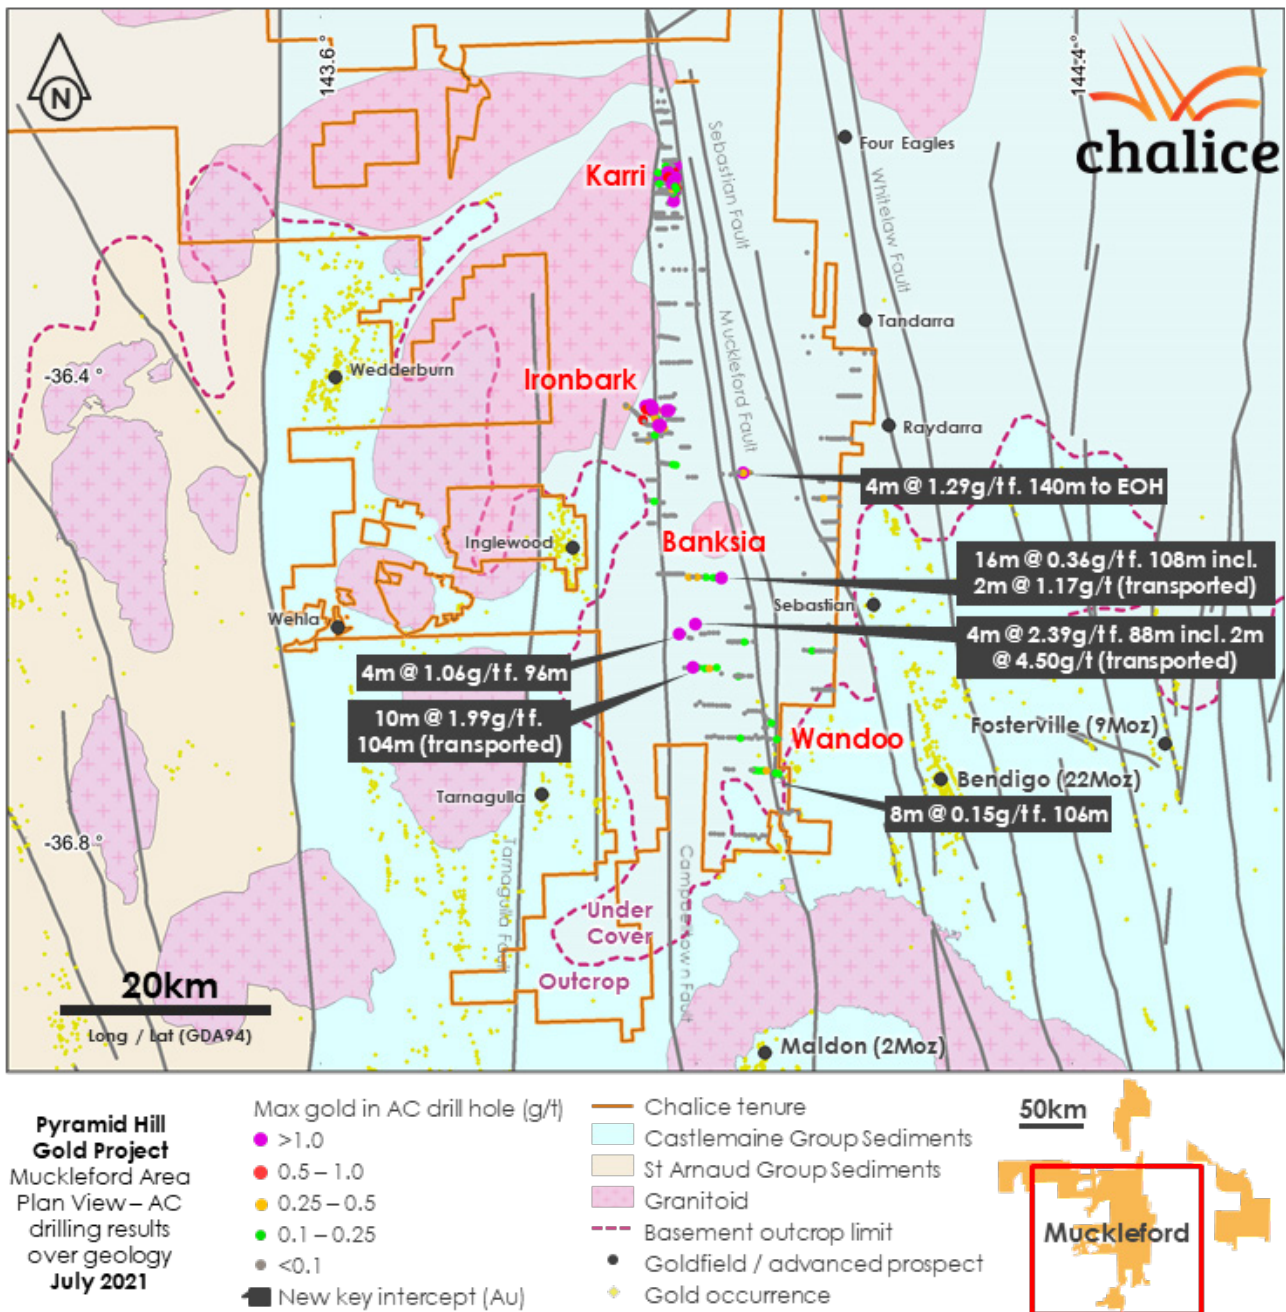 N
143.6°
144.4°
chalice
Four Eagles
Karri
Sebastian Fault
Whitelaw Fault
Tandarra
Muckleford Fault
-36.4°
Wedderburn
Ironbark
Raydarra
4m @ 1.29g/t f. 140m to EOH
Inglewood
Banksia
16m @ 0.36g/t f. 108m incl.
2m @ 1.17g/t (transported)
Sebastian
Wehla
4m @ 2.39g/t f. 88m incl. 2m
@ 4.50g/t (transported)
4m @ 1.06g/t f. 96m
10m @ 1.99g/t f.
104m (transported)
Wandoo
Fosterville (9Moz)
Bendigo (22Moz)
Tarnagulla
8m @ 0.15g/t f. 106m
-36.8°
Tarnagulla Fault
Campbertown Fault
Under
Cover
Outcrop
20km
Long / Lat (GDA94)
Maldon (2Moz)
Pyramid Hill
Gold Project
Muckleford Area
Plan View – AC
drilling results
over geology
July 2021
Max gold in AC drill hole (g/t)
>1.0
0.5 – 1.0
0.25 – 0.5
0.1 – 0.25
<0.1
New key intercept (Au)
Chalice tenure
Castlemaine Group Sediments
St Arnaud Group Sediments
Granitoid
Basement outcrop limit
Goldfield / advanced prospect
Gold occurrence
50km
Muckleford